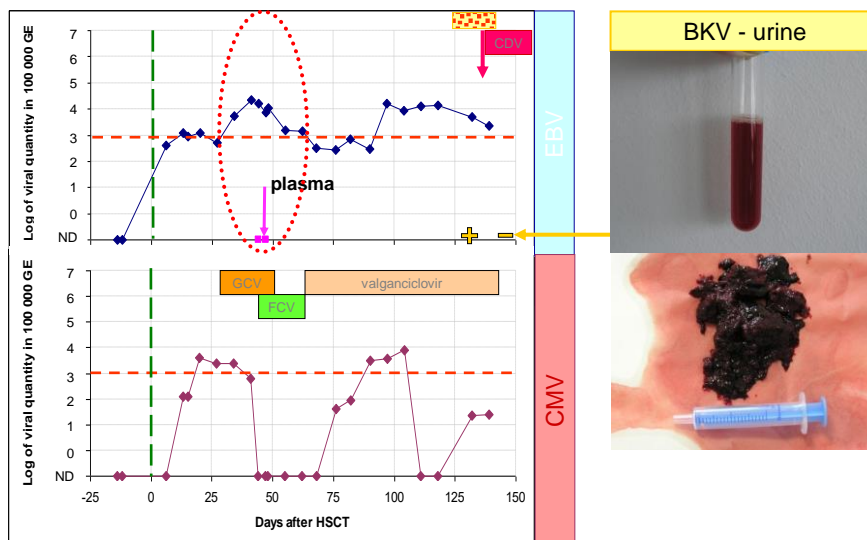 BKV - urine
CDV
Log of viral quantity in 100 000 GE
7
6
5
4
3
2
1
0
ND
plasma
EBV
Log of viral quantity in 100 000 GE
7
6
5
4
3
2
1
0
ND
GCV
FCV
valganciclovir
CMV
-25 0 25 50 75 100 125 150
Days after HSCT